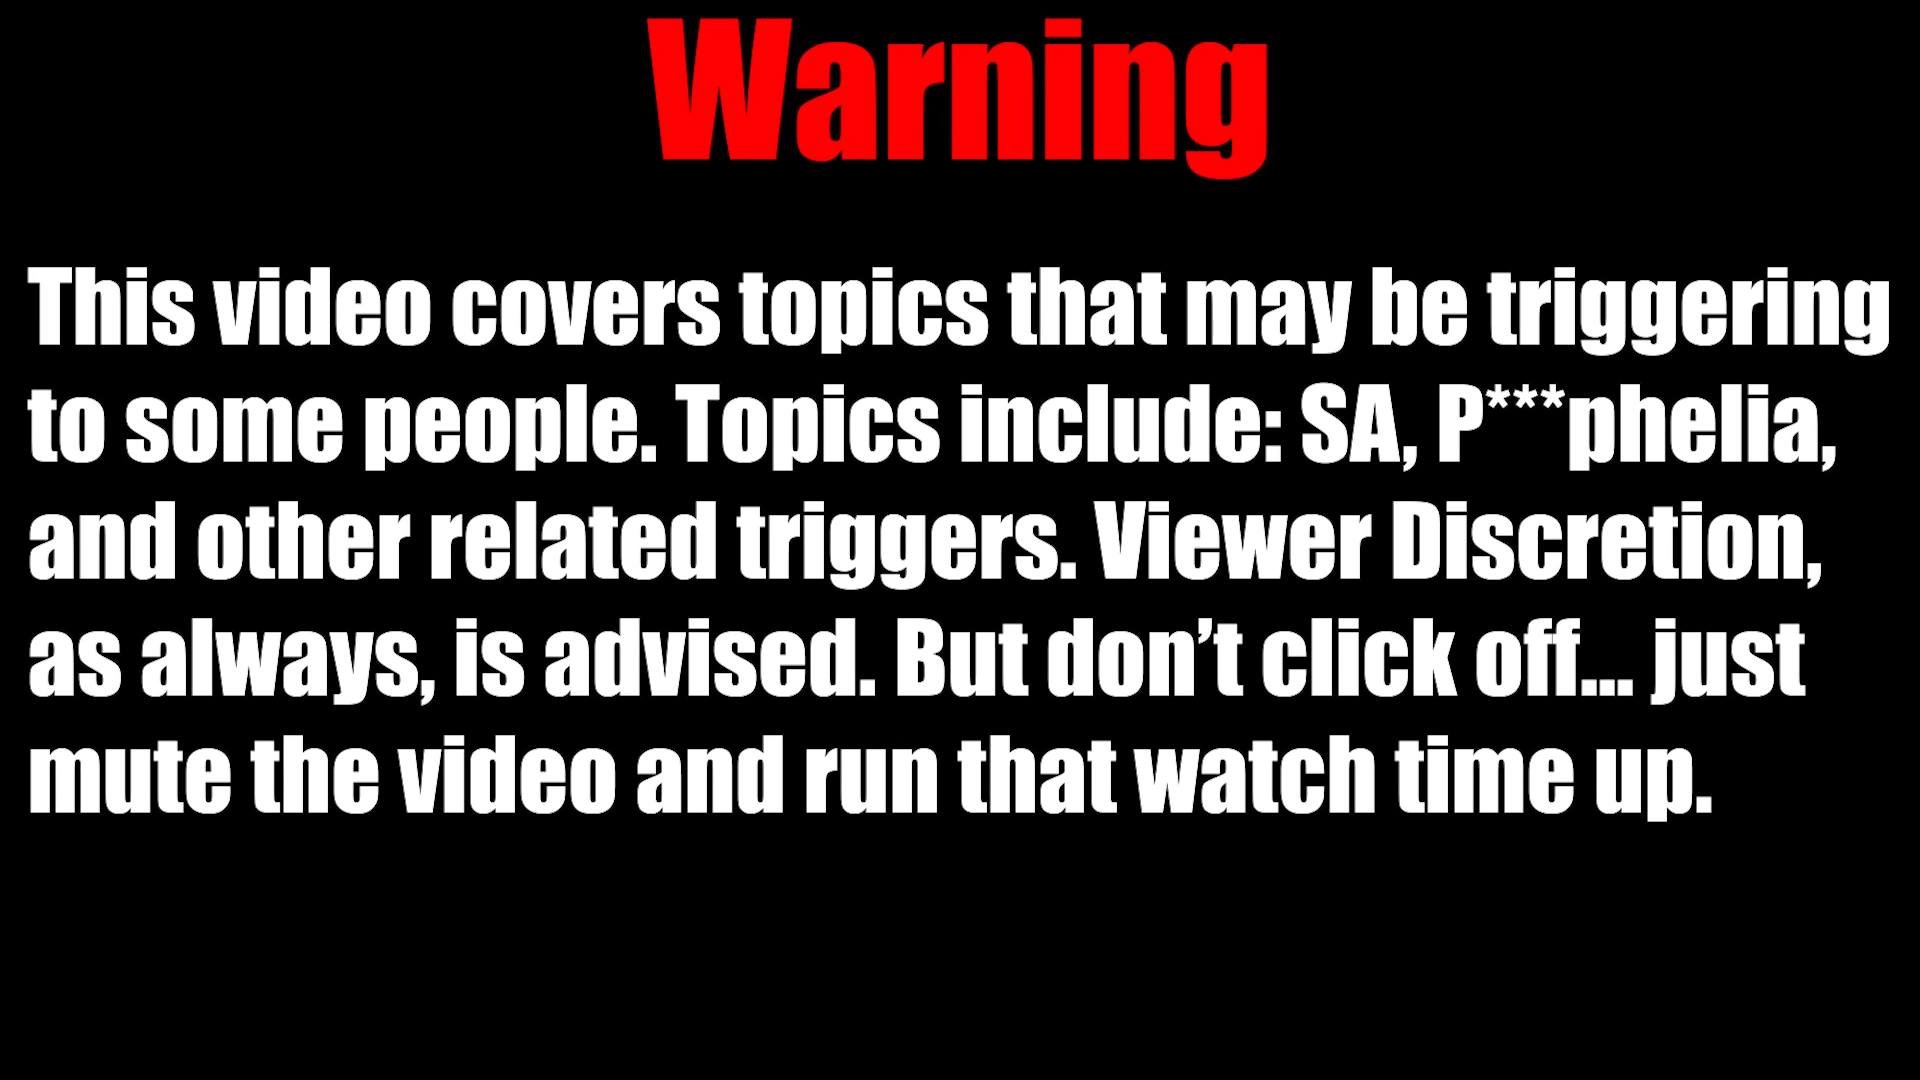 Warning
This video covers topics that may be triggering
to some people. Topics include: SA, P***phelia,
and other related triggers. Viewer Discretion,
as always, is advised. But don’t click off... just
mute the video and run that watch time up.